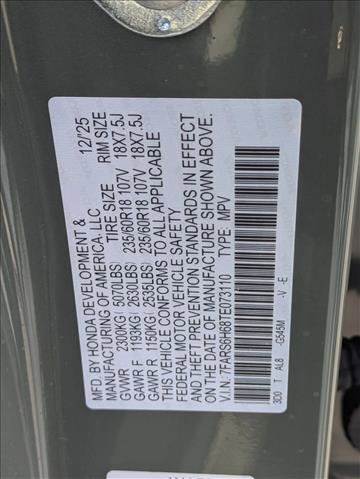 MFD. BY HONDA DEVELOPMENT &
MANUFACTURING OF AMERICA, LLC 12/'25
TIRE SIZE RIM SIZE
GVWR 2300KG ( 5070LBS)
GAWR F 1193KG ( 2630LBS) 235/60R18 107V 18X7.5J
GAWR R 1150KG ( 2535LBS) 235/60R18 107V 18X7.5J
THIS VEHICLE CONFORMS TO ALL APPLICABLE
FEDERAL MOTOR VEHICLE SAFETY
AND THEFT PREVENTION STANDARDS IN EFFECT
ON THE DATE OF MANUFACTURE SHOWN ABOVE.
V.I.N.: 7FARS6H68TE073110 TYPE: MPV
3D0 T AL8 -G545M -V -E